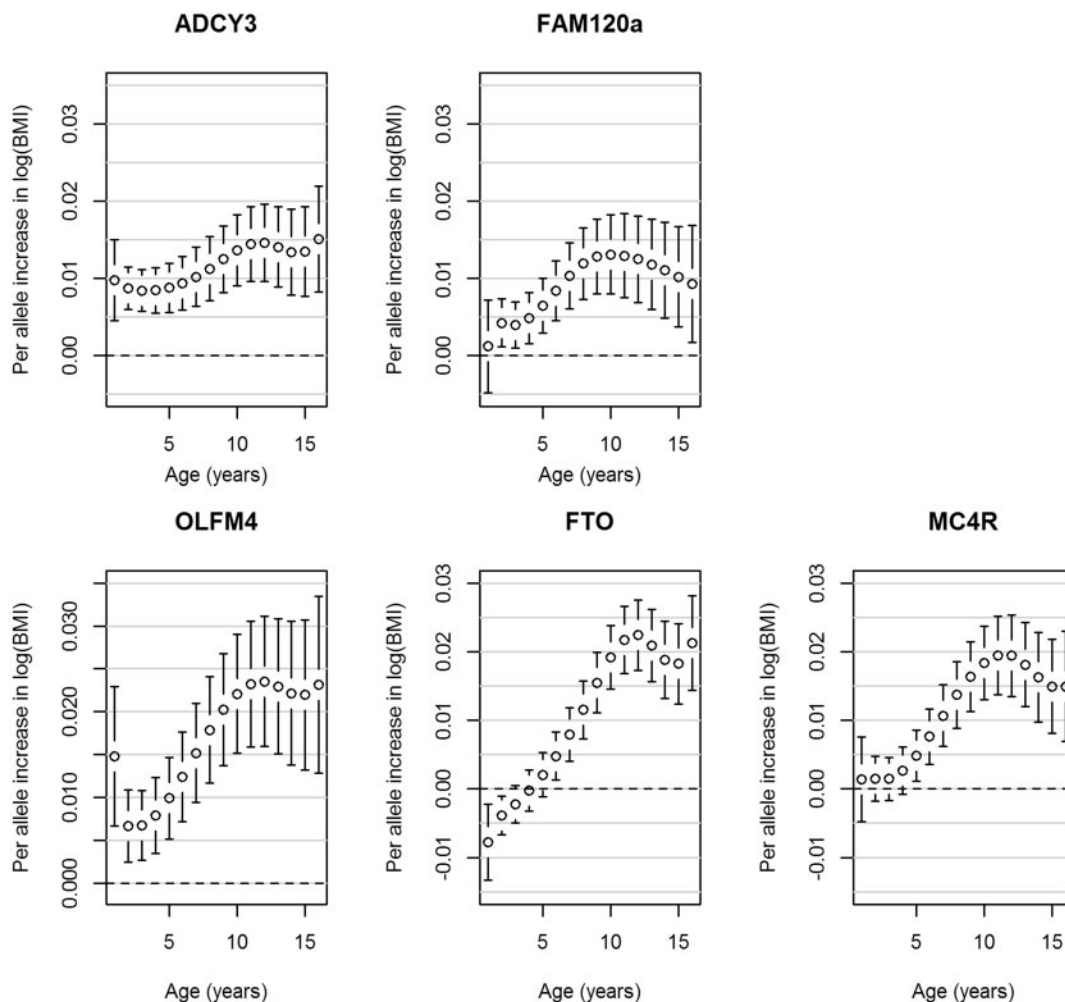 ADCY3
Per allele increase in log(BMI)
0.03
0.02
0.01
0.00
5 10 15
Age (years)
FAM120a
Per allele increase in log(BMI)
0.03
0.02
0.01
0.00
5 10 15
Age (years)
OLFM4
Per allele increase in log(BMI)
0.030
0.020
0.010
0.000
5 10 15
Age (years)
FTO
Per allele increase in log(BMI)
0.03
0.02
0.01
0.00
-0.01
5 10 15
Age (years)
MC4R
Per allele increase in log(BMI)
0.03
0.02
0.01
0.00
-0.01
5 10 15
Age (years)